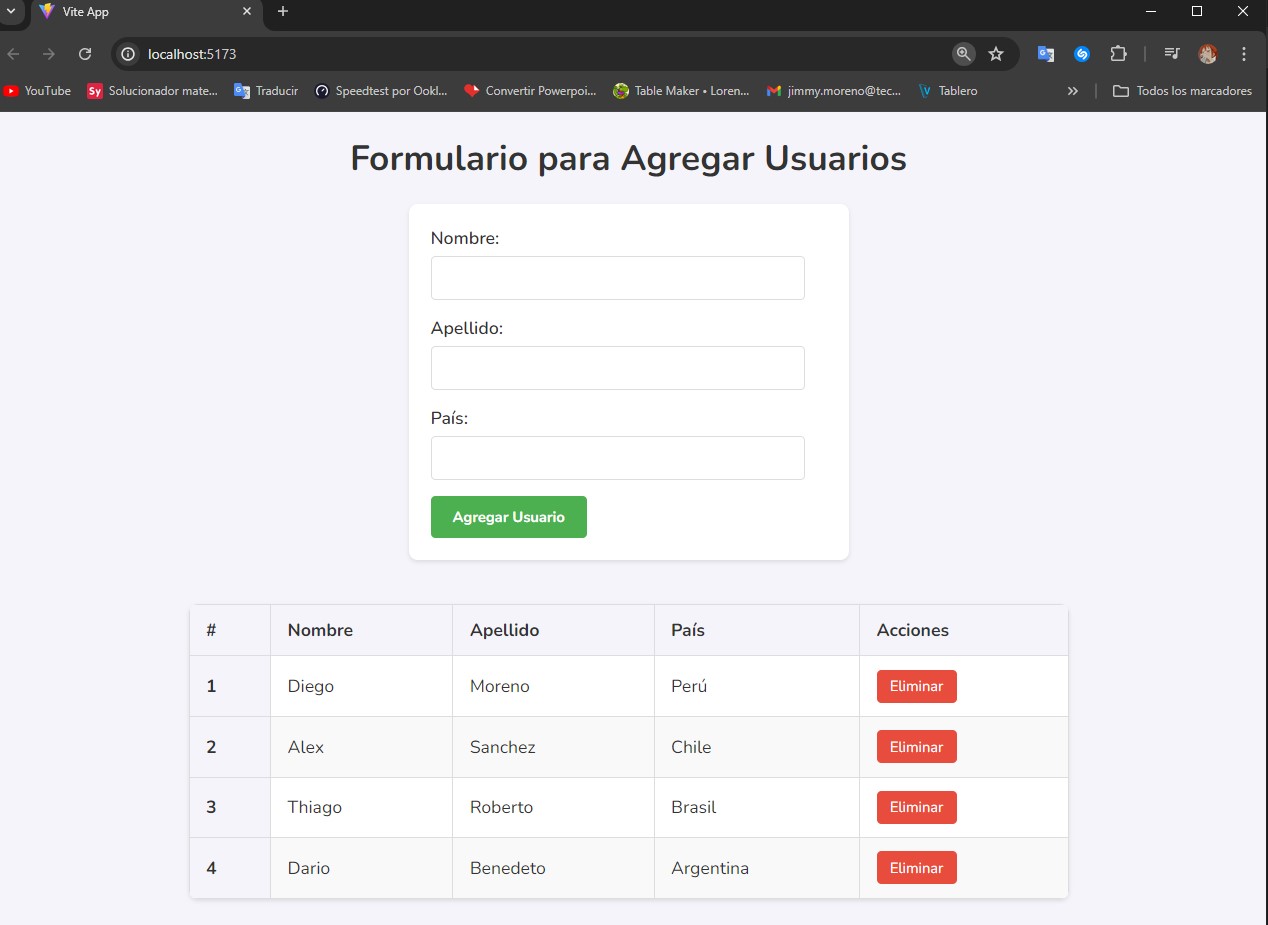 Vite App
localhost:5173
YouTube Sy Solucionador mate... Traducir Speedtest por Ookl... Convertir Powerpoi... Table Maker • Loren... jimmy.moreno@tec... Tablero » Todos los marcadores
Formulario para Agregar Usuarios
Nombre:
Apellido:
País:
Agregar Usuario
# Nombre Apellido País Acciones
1 Diego Moreno Perú Eliminar
2 Alex Sanchez Chile Eliminar
3 Thiago Roberto Brasil Eliminar
4 Dario Benedeto Argentina Eliminar